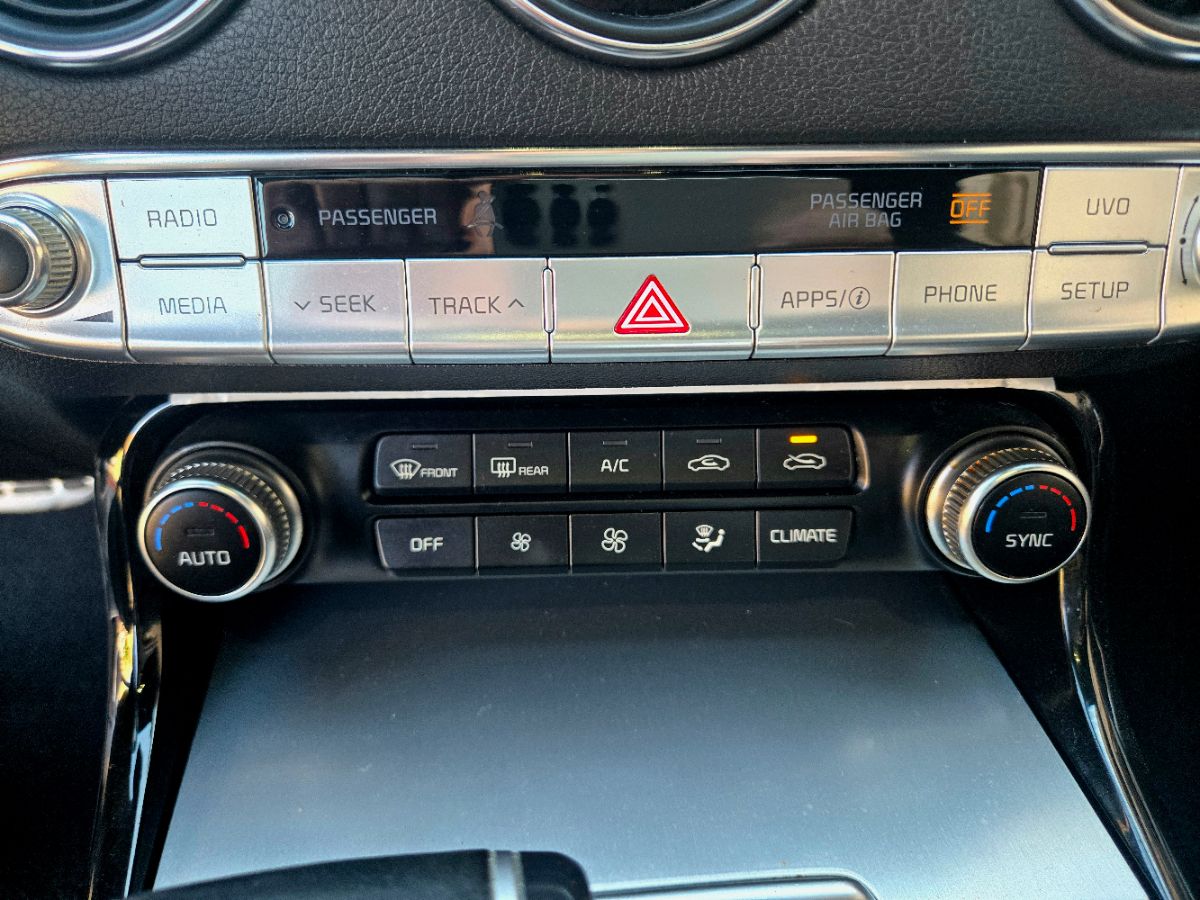 RADIO
PASSENGER
PASSENGER
AIR BAG
OFF
UVO
MEDIA
SEEK
TRACK
APPS/i
PHONE
SETUP
FRONT
REAR
A/C
AUTO
OFF
CLIMATE
SYNC